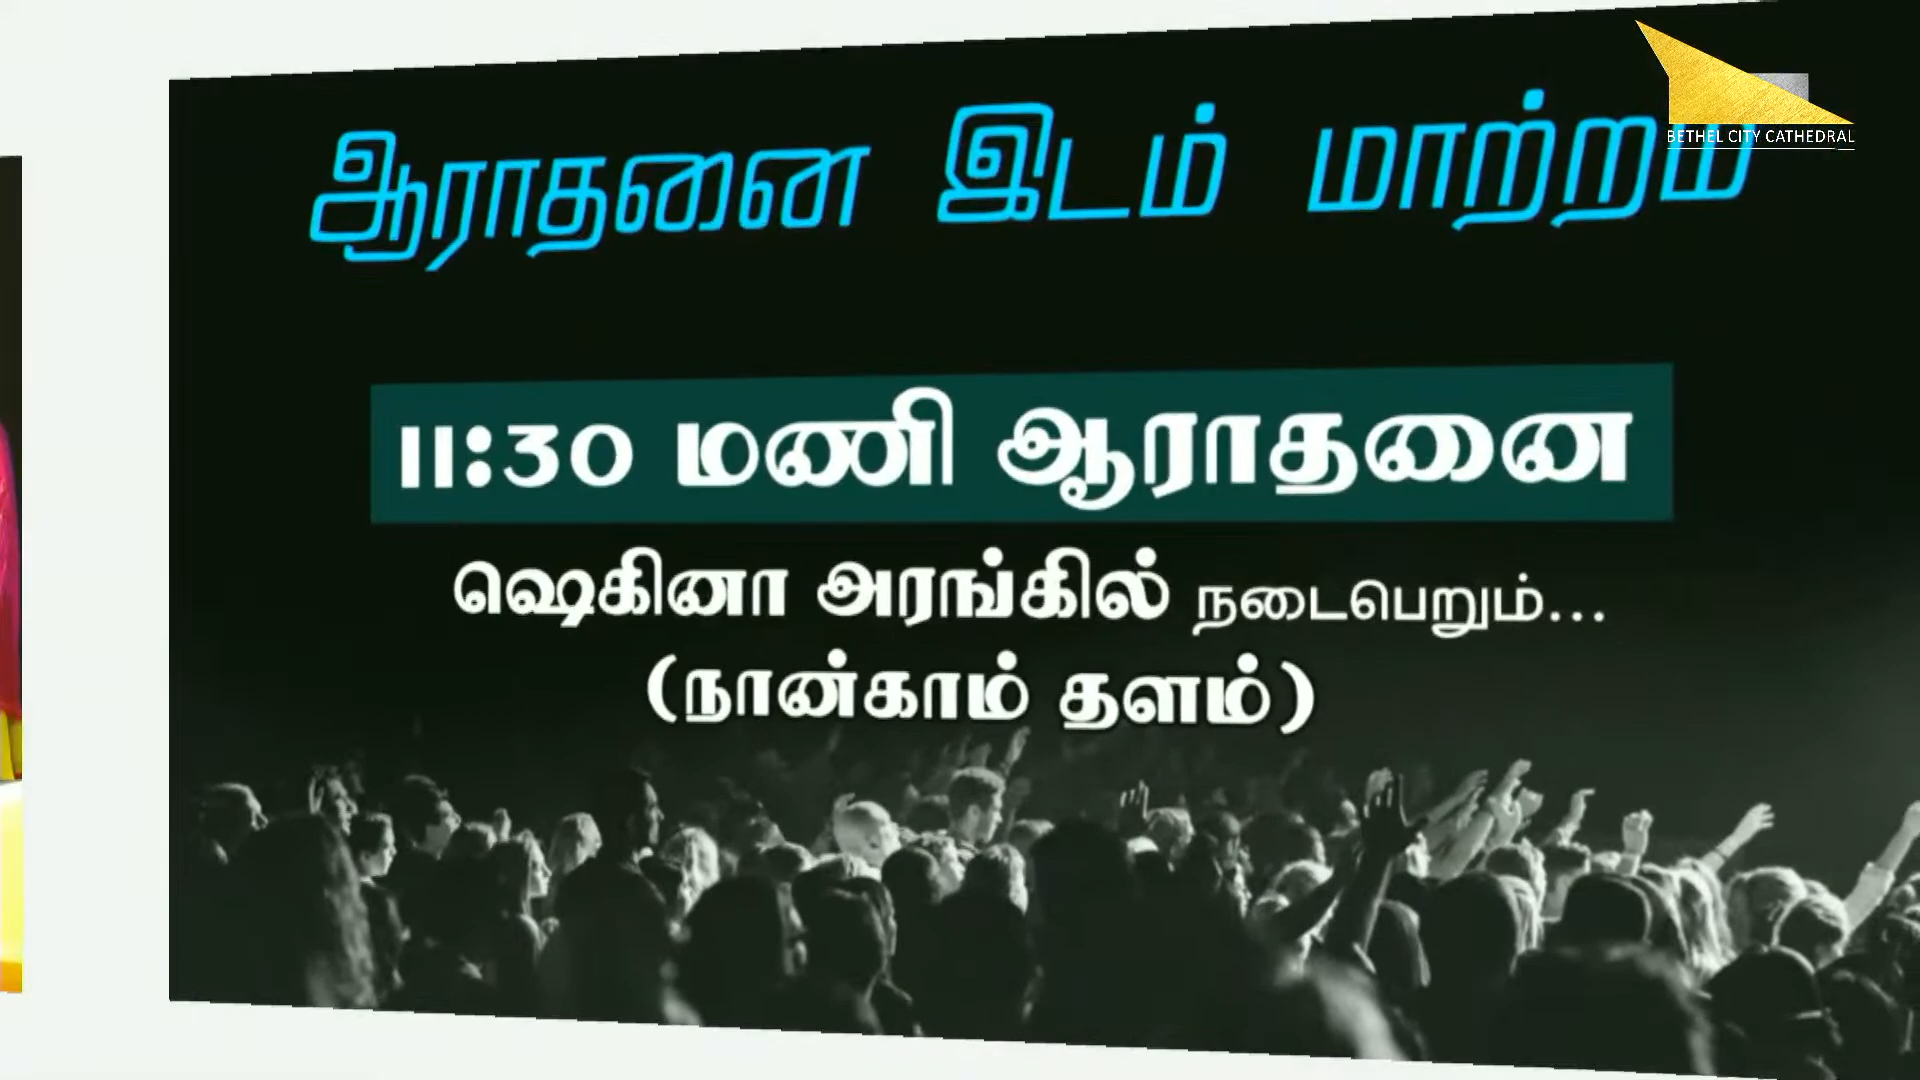 ஆராதனை இடம் மாற்றம்
BETHEL CITY CATHEDRAL
11:30 மணி ஆராதனை
ஷெகினா அரங்கில் நடைபெறும்...
(நான்காம் தளம்)